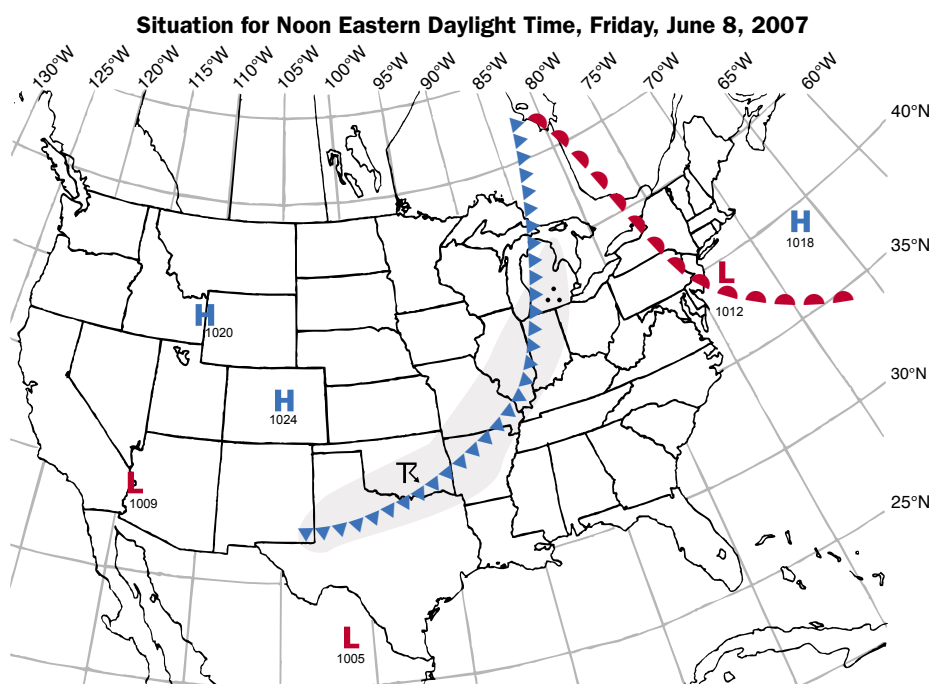 Situation for Noon Eastern Daylight Time, Friday, June 8, 2007
130°W 125°W 120°W 115°W 110°W 105°W 100°W 95°W 90°W 85°W 80°W 75°W 70°W 65°W 60°W
40°N
H
1018
35°N
L
1012
H
1020
30°N
H
1024
L
1009
25°N
L
1005